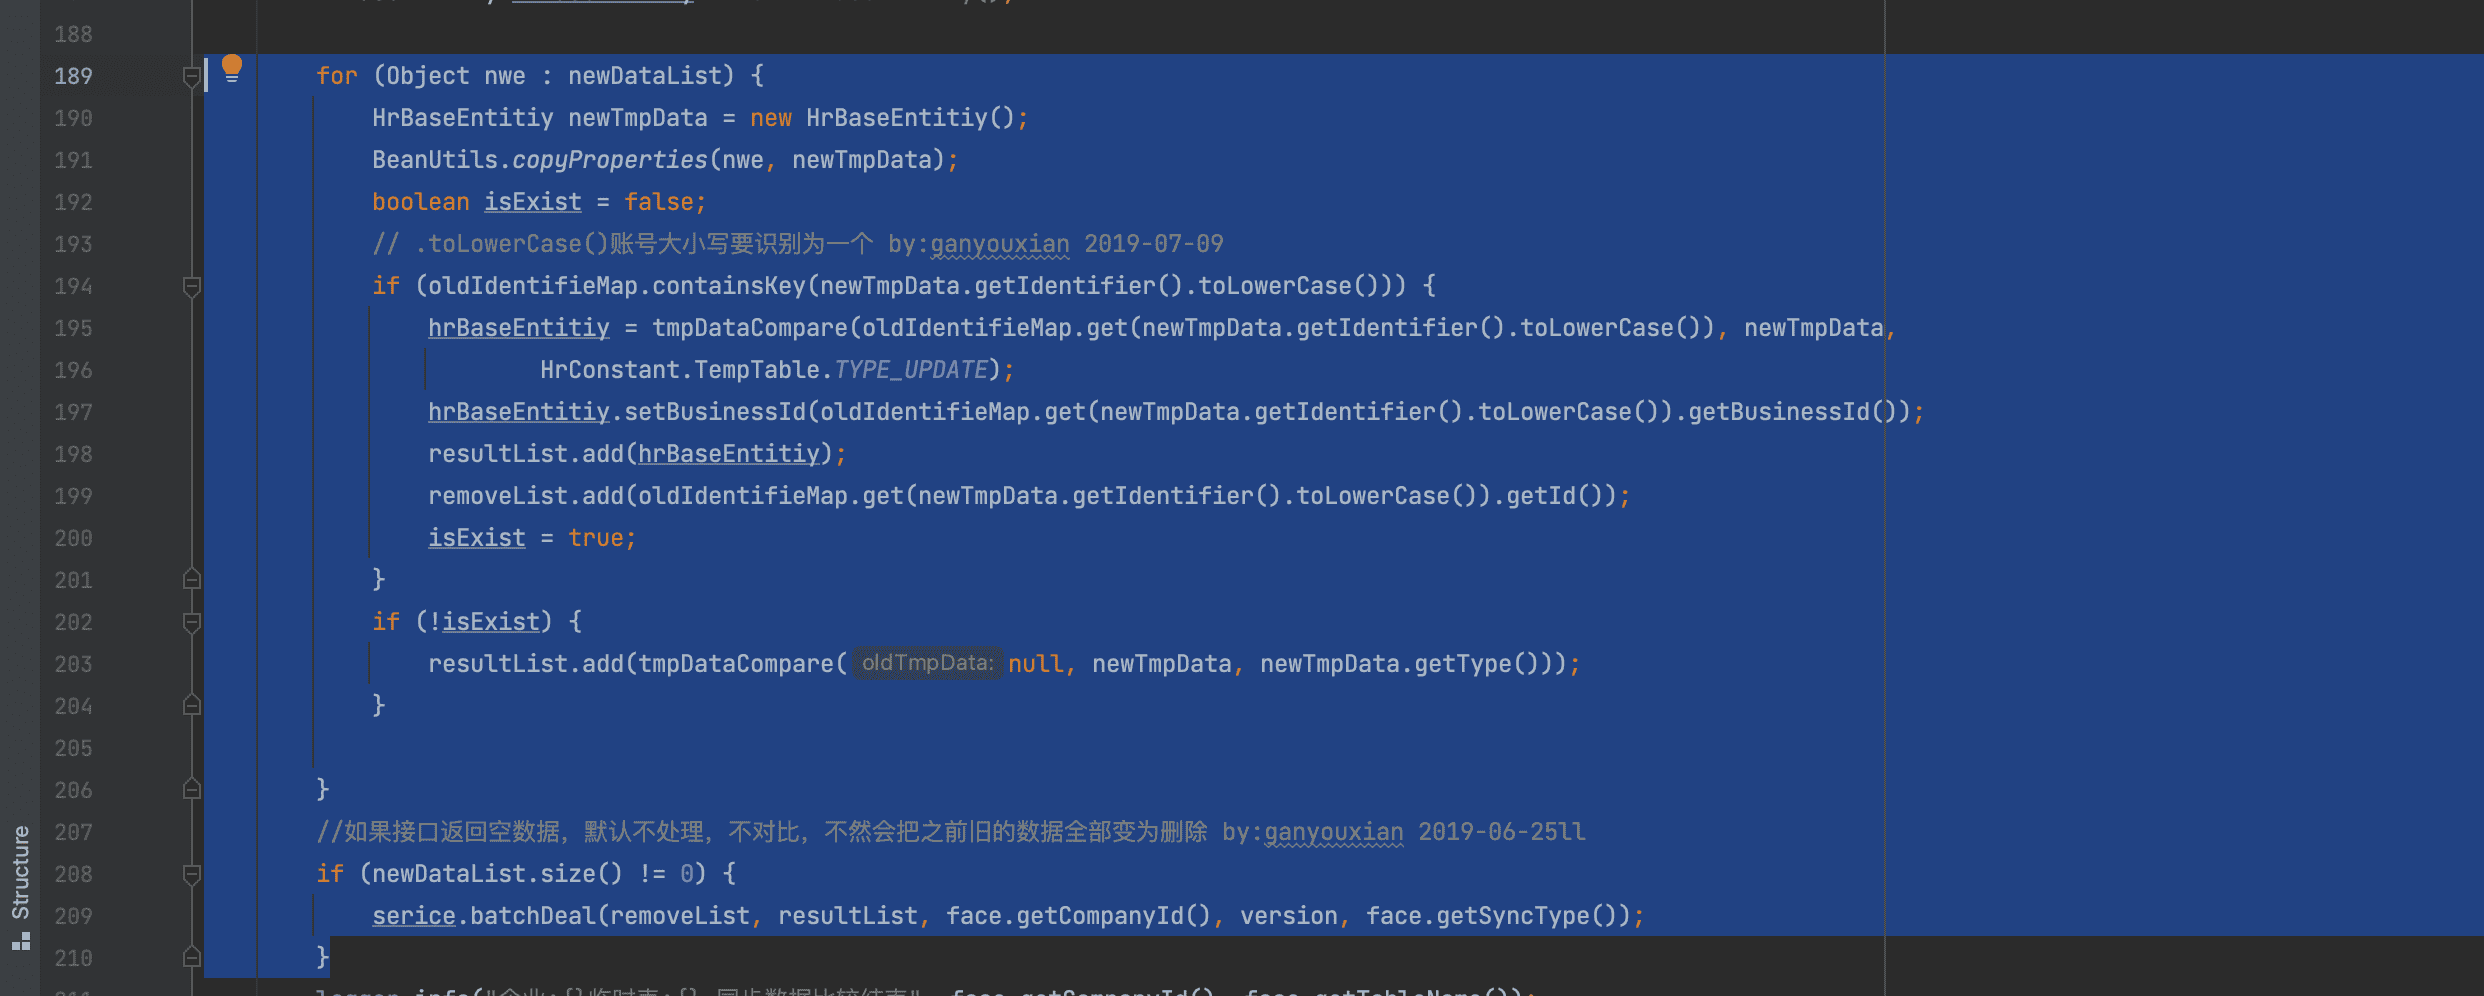 188
189 for (Object nwe : newDataList) {
190 HrBaseEntitiy newTmpData = new HrBaseEntitiy();
191 BeanUtils.copyProperties(nwe, newTmpData);
192 boolean isExist = false;
193 // .toLowerCase()账号大小写要识别为一个 by:ganyouxian 2019-07-09
194 if (oldIdentifieMap.containsKey(newTmpData.getIdentifier().toLowerCase())) {
195 hrBaseEntitiy = tmpDataCompare(oldIdentifieMap.get(newTmpData.getIdentifier().toLowerCase()), newTmpData,
196 HrConstant.TempTable.TYPE_UPDATE);
197 hrBaseEntitiy.setBusinessId(oldIdentifieMap.get(newTmpData.getIdentifier().toLowerCase()).getBusinessId());
198 resultList.add(hrBaseEntitiy);
199 removeList.add(oldIdentifieMap.get(newTmpData.getIdentifier().toLowerCase()).getId());
200 isExist = true;
201 }
202 if (!isExist) {
203 resultList.add(tmpDataCompare( oldTmpData: null, newTmpData, newTmpData.getType()));
204 }
205
206 }
207 //如果接口返回空数据，默认不处理，不对比，不然会把之前旧的数据全部变为删除 by:ganyouxian 2019-06-25ll
208 if (newDataList.size() != 0) {
209 serice.batchDeal(removeList, resultList, face.getCompanyId(), version, face.getSyncType());
210 }
Structure